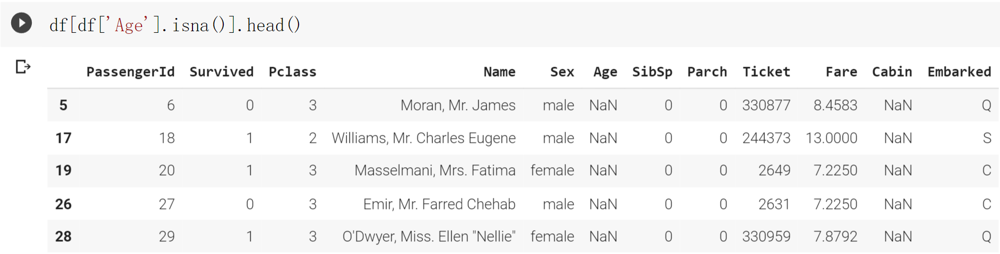 df[df['Age'].isna()].head()
PassengerId Survived Pclass Name Sex Age SibSp Parch Ticket Fare Cabin Embarked
5 6 0 3 Moran, Mr. James male NaN 0 0 330877 8.4583 NaN Q
17 18 1 2 Williams, Mr. Charles Eugene male NaN 0 0 244373 13.0000 NaN S
19 20 1 3 Masselmani, Mrs. Fatima female NaN 0 0 2649 7.2250 NaN C
26 27 0 3 Emir, Mr. Farred Chehab male NaN 0 0 2631 7.2250 NaN C
28 29 1 3 O'Dwyer, Miss. Ellen "Nellie" female NaN 0 0 330959 7.8792 NaN Q